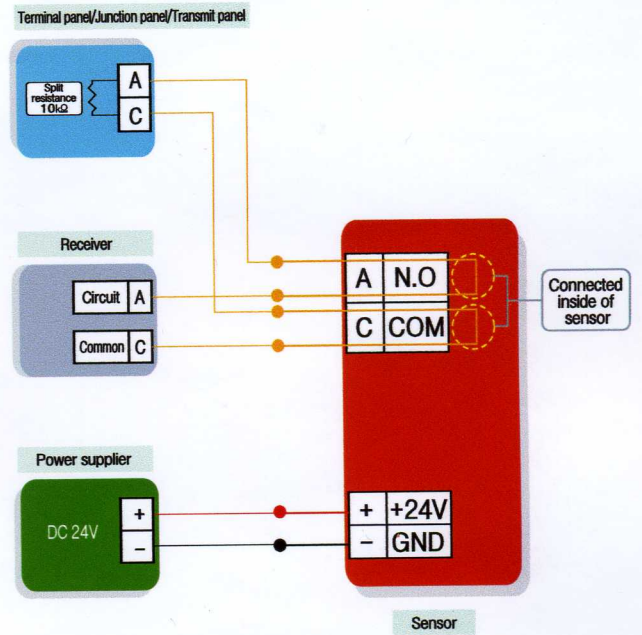 Terminal panel/Junction panel/Transmit panel
Split
resistance
10kΩ
A
C
Receiver
Circuit A
Common C
A N.O
C COM
Connected
inside of
sensor
Power supplier
DC 24V
+
−
+ +24V
− GND
Sensor